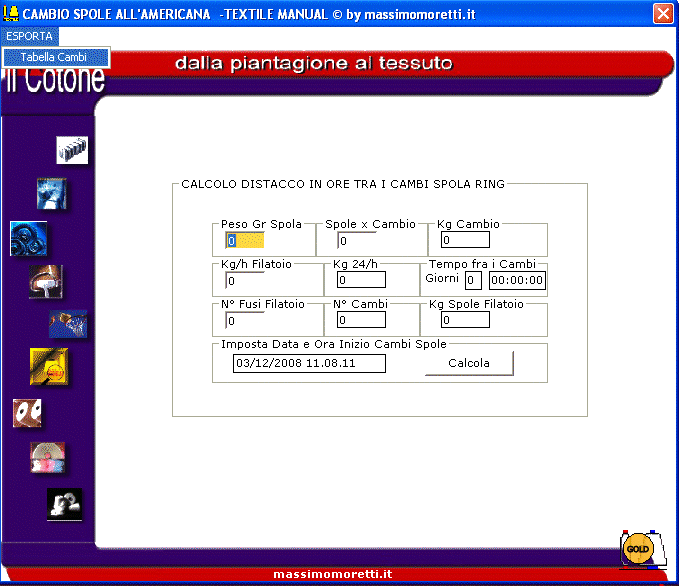 CAMBIO SPOLE ALL'AMERICANA -TEXTILE MANUAL © by massimomoretti.it
ESPORTA
Tabella Cambi
dalla piantagione al tessuto
il Cotone
CALCOLO DISTACCO IN ORE TRA I CAMBI SPOLA RING
Peso Gr Spola Spole x Cambio Kg Cambio
0 0 0
Kg/h Filatoio Kg 24/h Tempo fra i Cambi
0 0 Giorni 0 00:00:00
N° Fusi Filatoio N° Cambi Kg Spole Filatoio
0 0 0
Imposta Data e Ora Inizio Cambi Spole
03/12/2008 11.08.11 Calcola
GOLD
massimomoretti.it